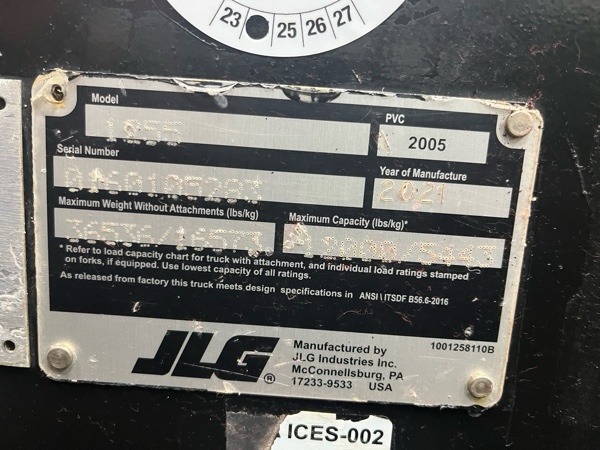 23 25 26 27
Model
1255
PVC
2005
Serial Number
Year of Manufacture
2021
Maximum Weight Without Attachments (lbs/kg)
Maximum Capacity (lbs/kg)*
* Refer to load capacity chart for truck with attachment, and individual load ratings stamped
on forks, if equipped. Use lowest capacity of all ratings.
As released from factory this truck meets design specifications in ANSI \ ITSDF B56.6-2016
JLG®
Manufactured by
JLG Industries Inc.
McConnellsburg, PA
17233-9533 USA
1001258110B
ICES-002